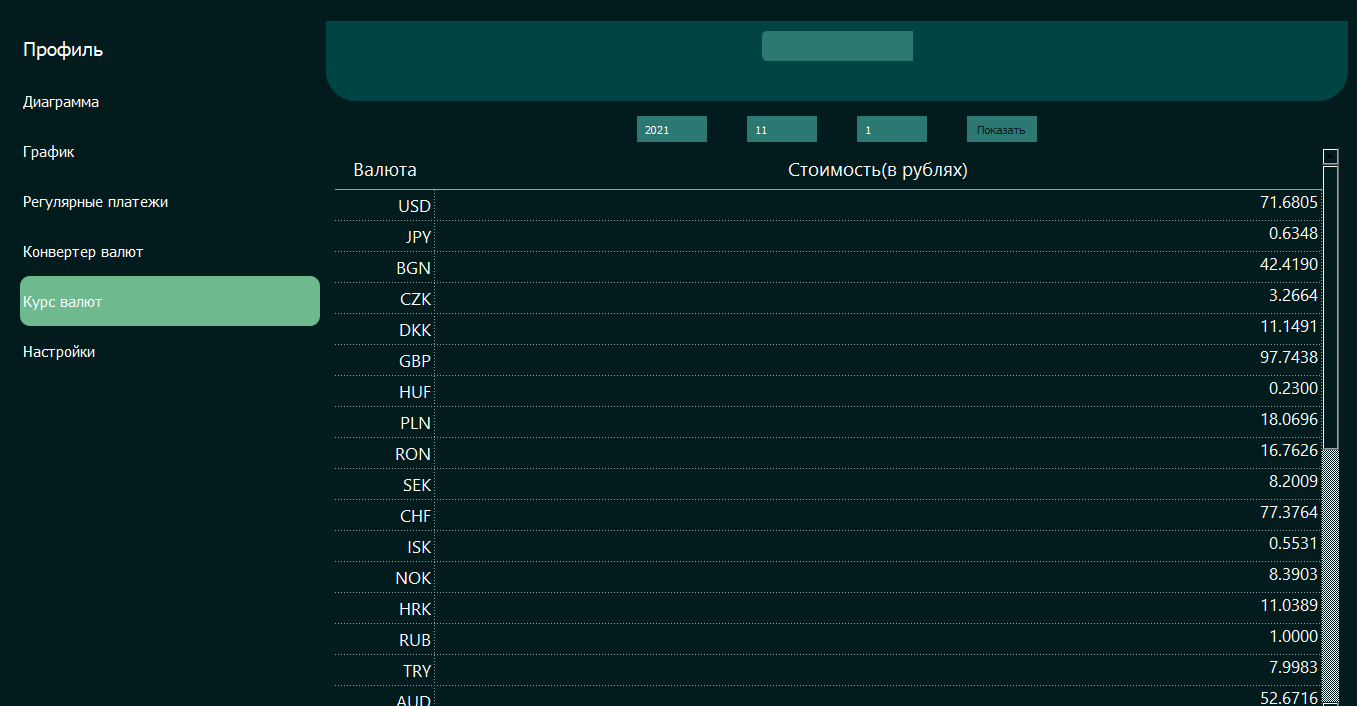 Профиль
Диаграмма
График
Регулярные платежи
Конвертер валют
Курс валют
Настройки
2021 11 1 Показать
Валюта Стоимость(в рублях)
USD 71.6805
JPY 0.6348
BGN 42.4190
CZK 3.2664
DKK 11.1491
GBP 97.7438
HUF 0.2300
PLN 18.0696
RON 16.7626
SEK 8.2009
CHF 77.3764
ISK 0.5531
NOK 8.3903
HRK 11.0389
RUB 1.0000
TRY 7.9983
AUD 52.6716